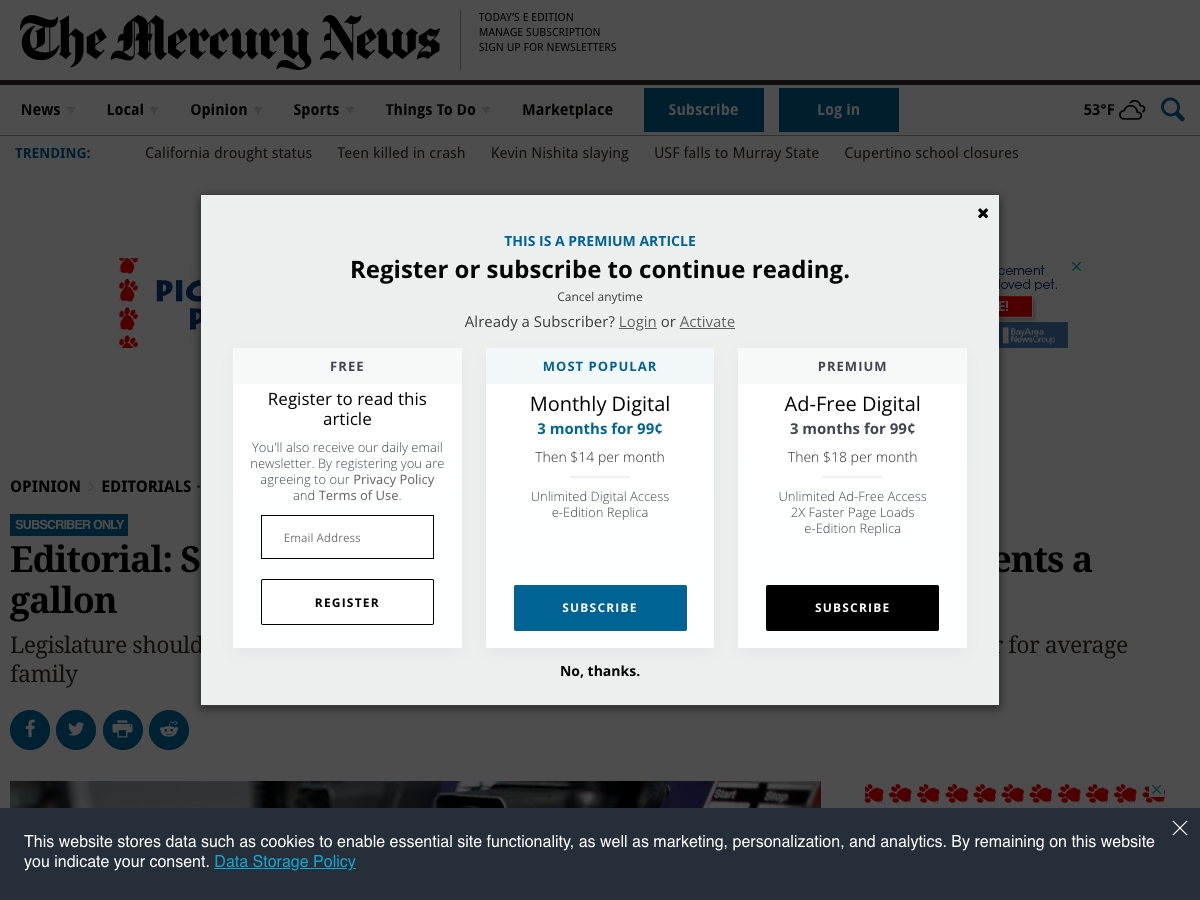 The Mercury News
TODAY'S E EDITION
MANAGE SUBSCRIPTION
SIGN UP FOR NEWSLETTERS
News
Local
Opinion
Sports
Things To Do
Marketplace
Subscribe
Log in
53°F
TRENDING:
California drought status
Teen killed in crash
Kevin Nishita slaying
USF falls to Murray State
Cupertino school closures
THIS IS A PREMIUM ARTICLE
Register or subscribe to continue reading.
Cancel anytime
Already a Subscriber? Login or Activate
FREE
Register to read this
article
You'll also receive our daily email
newsletter. By registering you are
agreeing to our Privacy Policy
and Terms of Use.
Email Address
REGISTER
MOST POPULAR
Monthly Digital
3 months for 99¢
Then $14 per month
Unlimited Digital Access
e-Edition Replica
SUBSCRIBE
PREMIUM
Ad-Free Digital
3 months for 99¢
Then $18 per month
Unlimited Ad-Free Access
2X Faster Page Loads
e-Edition Replica
SUBSCRIBE
No, thanks.
loved pet.
BayArea
NewsGroup
OPINION > EDITORIALS
SUBSCRIBER ONLY
Editorial: a
gallon
Legislature should for average
family
Start Stop
This website stores data such as cookies to enable essential site functionality, as well as marketing, personalization, and analytics. By remaining on this website
you indicate your consent. Data Storage Policy